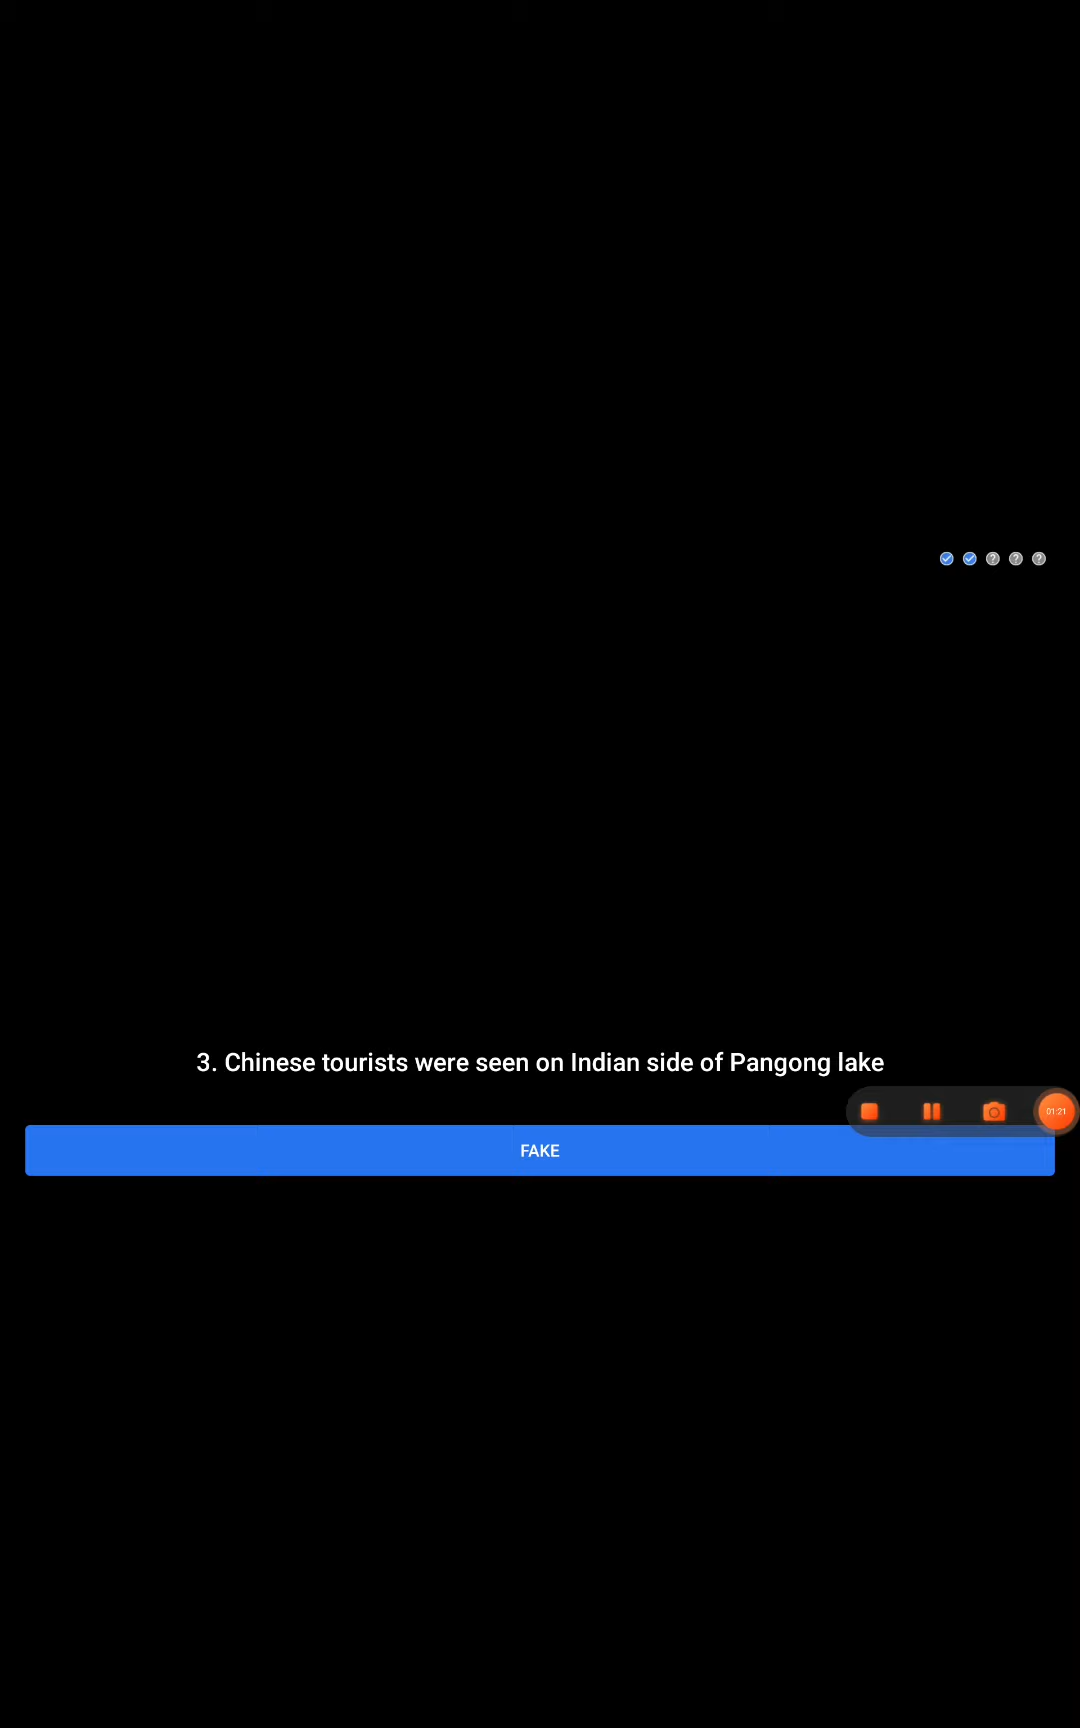 ? ? ?
3. Chinese tourists were seen on Indian side of Pangong lake
01:21
FAKE